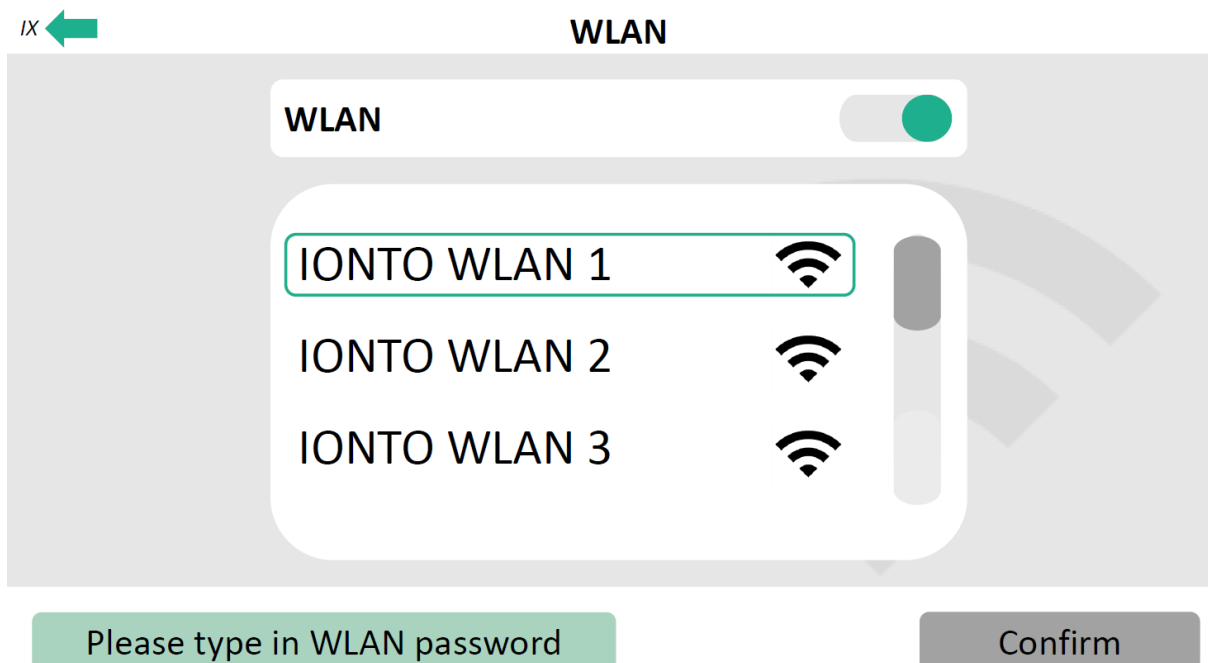 IX
WLAN
WLAN
IONTO WLAN 1
IONTO WLAN 2
IONTO WLAN 3
Please type in WLAN password
Confirm